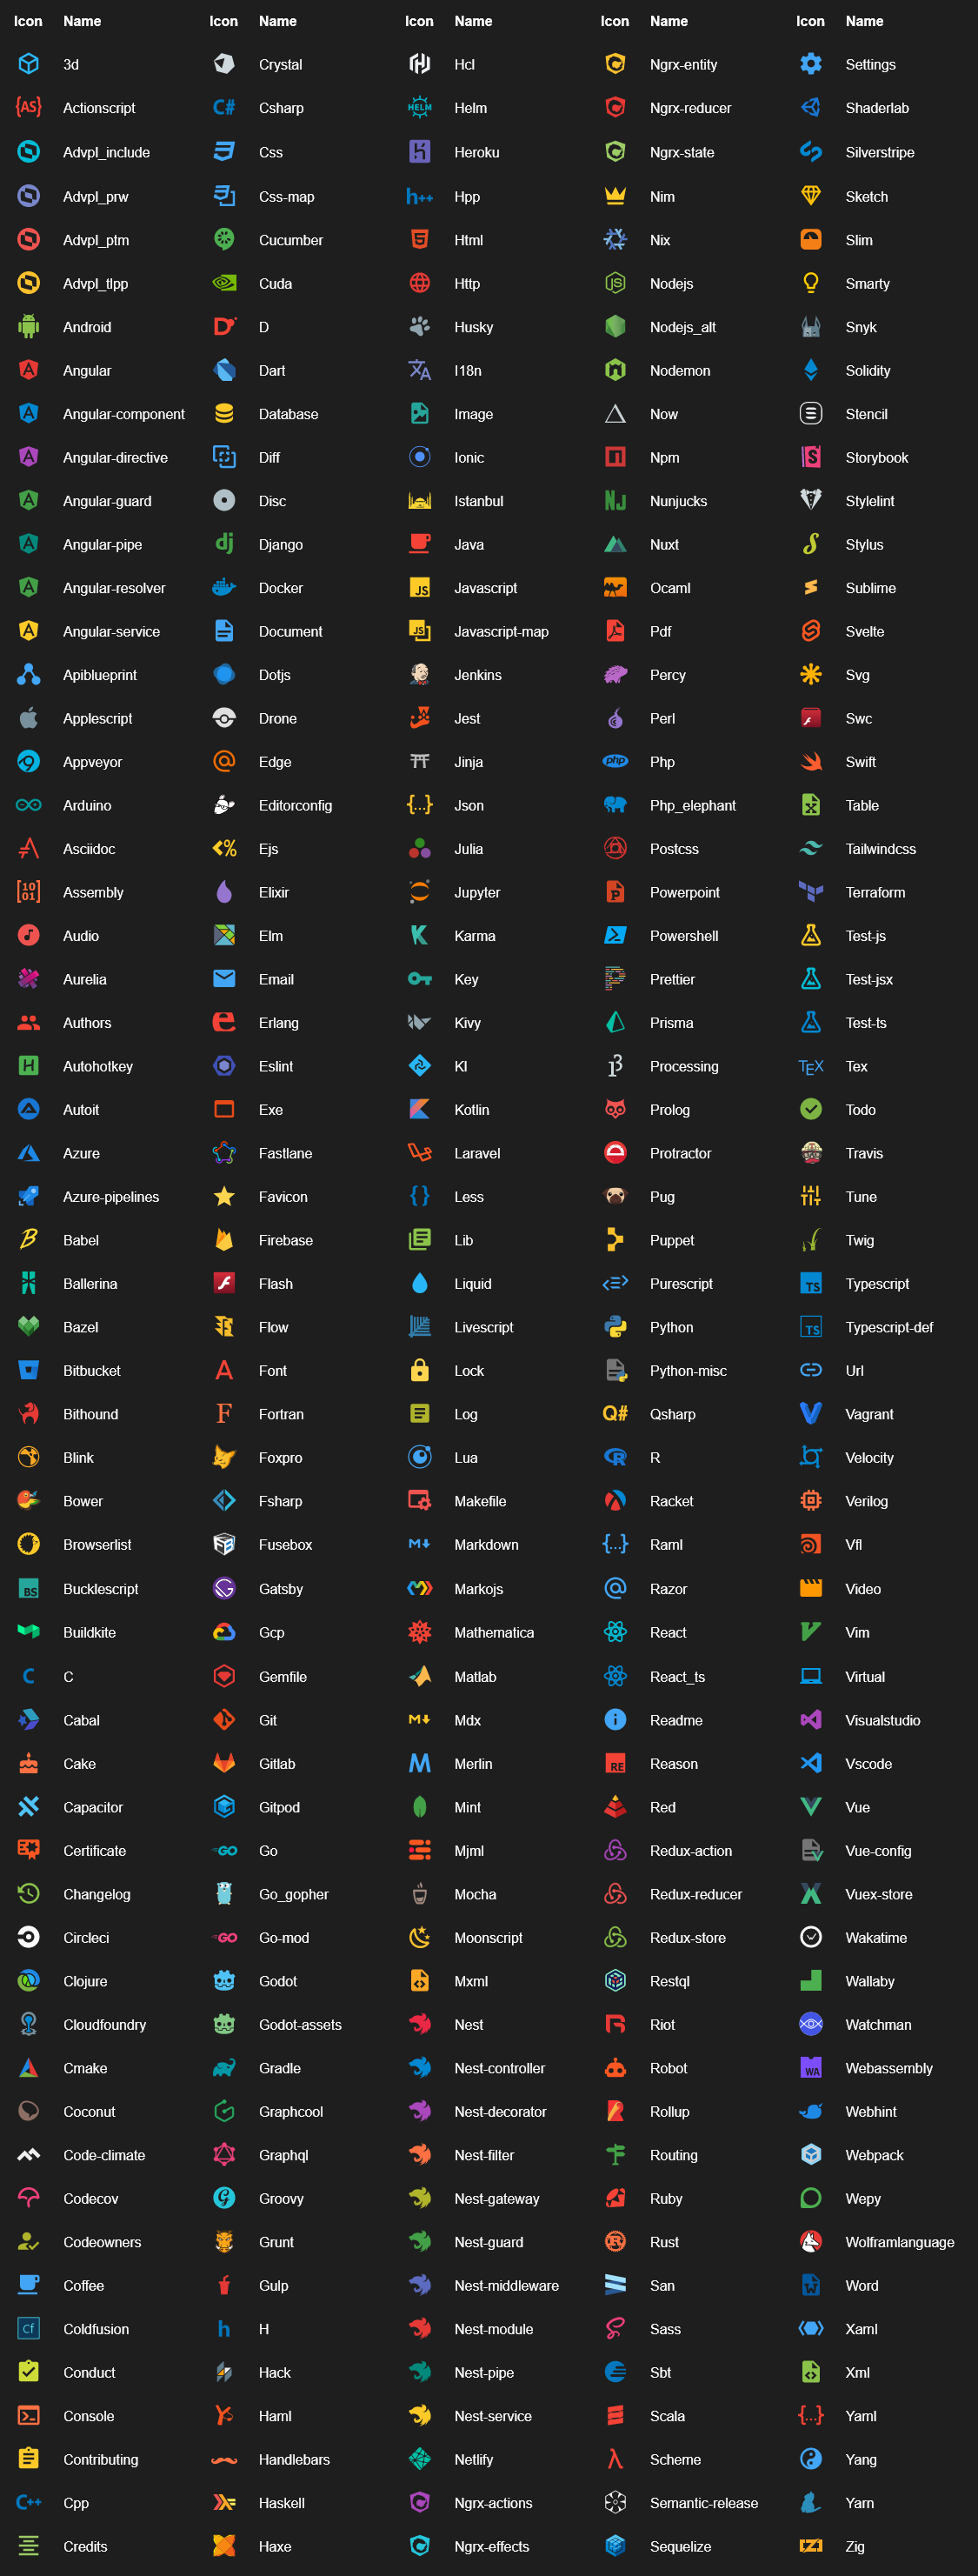 Icon Name Icon Name Icon Name Icon Name Icon Name
3d Crystal Hcl Ngrx-entity Settings
Actionscript Csharp Helm Ngrx-reducer Shaderlab
Advpl_include Css Heroku Ngrx-state Silverstripe
Advpl_prw Css-map Hpp Nim Sketch
Advpl_ptm Cucumber Html Nix Slim
Advpl_tlpp Cuda Http Nodejs Smarty
Android D Husky Nodejs_alt Snyk
Angular Dart I18n Nodemon Solidity
Angular-component Database Image Now Stencil
Angular-directive Diff Ionic Npm Storybook
Angular-guard Disc Istanbul Nunjucks Stylelint
Angular-pipe Django Java Nuxt Stylus
Angular-resolver Docker Javascript Ocaml Sublime
Angular-service Document Javascript-map Pdf Svelte
Apiblueprint Dotjs Jenkins Percy Svg
Applescript Drone Jest Perl Swc
Appveyor Edge Jinja Php Swift
Arduino Editorconfig Json Php_elephant Table
Asciidoc Ejs Julia Postcss Tailwindcss
Assembly Elixir Jupyter Powerpoint Terraform
Audio Elm Karma Powershell Test-js
Aurelia Email Key Prettier Test-jsx
Authors Erlang Kivy Prisma Test-ts
Autohotkey Eslint Kl Processing Tex
Autoit Exe Kotlin Prolog Todo
Azure Fastlane Laravel Protractor Travis
Azure-pipelines Favicon Less Pug Tune
Babel Firebase Lib Puppet Twig
Ballerina Flash Liquid Purescript Typescript
Bazel Flow Livescript Python Typescript-def
Bitbucket Font Lock Python-misc Url
Bithound Fortran Log Qsharp Vagrant
Blink Foxpro Lua R Velocity
Bower Fsharp Makefile Racket Verilog
Browserlist Fusebox Markdown Raml Vfl
Bucklescript Gatsby Markojs Razor Video
Buildkite Gcp Mathematica React Vim
C Gemfile Matlab React_ts Virtual
Cabal Git Mdx Readme Visualstudio
Cake Gitlab Merlin Reason Vscode
Capacitor Gitpod Mint Red Vue
Certificate Go Mjml Redux-action Vue-config
Changelog Go_gopher Mocha Redux-reducer Vuex-store
Circleci Go-mod Moonscript Redux-store Wakatime
Clojure Godot Mxml Restql Wallaby
Cloudfoundry Godot-assets Nest Riot Watchman
Cmake Gradle Nest-controller Robot Webassembly
Coconut Graphcool Nest-decorator Rollup Webhint
Code-climate Graphql Nest-filter Routing Webpack
Codecov Groovy Nest-gateway Ruby Wepy
Codeowners Grunt Nest-guard Rust Wolframlanguage
Coffee Gulp Nest-middleware San Word
Coldfusion H Nest-module Sass Xaml
Conduct Hack Nest-pipe Sbt Xml
Console Haml Nest-service Scala Yaml
Contributing Handlebars Netlify Scheme Yang
Cpp Haskell Ngrx-actions Semantic-release Yarn
Credits Haxe Ngrx-effects Sequelize Zig